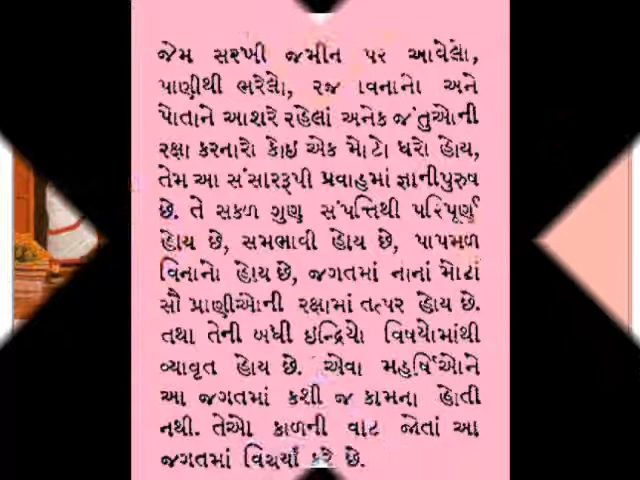 જેમ સરખી જમીન પર આવેલો,
પાણીથી ભરેલો, રજ વિનાનો અને
પોતાને આશરે રહેલાં અનેક જંતુઓની
રક્ષા કરનારો કોઇ એક મોટો ધરો હોય,
તેમ આ સંસારરૂપી પ્રવાહમાં જ્ઞાનીપુરુષ
છે. તે સકળ ગુણ સંપત્તિથી પરિપૂર્ણ
હોય છે, સમભાવી હોય છે, પાપમળ
વિનાનો હોય છે, જગતમાં નાનાં મોટાં
સૌ પ્રાણીઓની રક્ષામાં તત્પર હોય છે.
તથા તેની બધી ઇન્દ્રિયો વિષયોમાંથી
વ્યાવૃત હોય છે. એવા મહર્ષિઓને
આ જગતમાં કશી જ કામના હોતી
નથી. તેઓ કાળની વાટ જોતાં આ
જગતમાં વિચર્યા કરે છે.